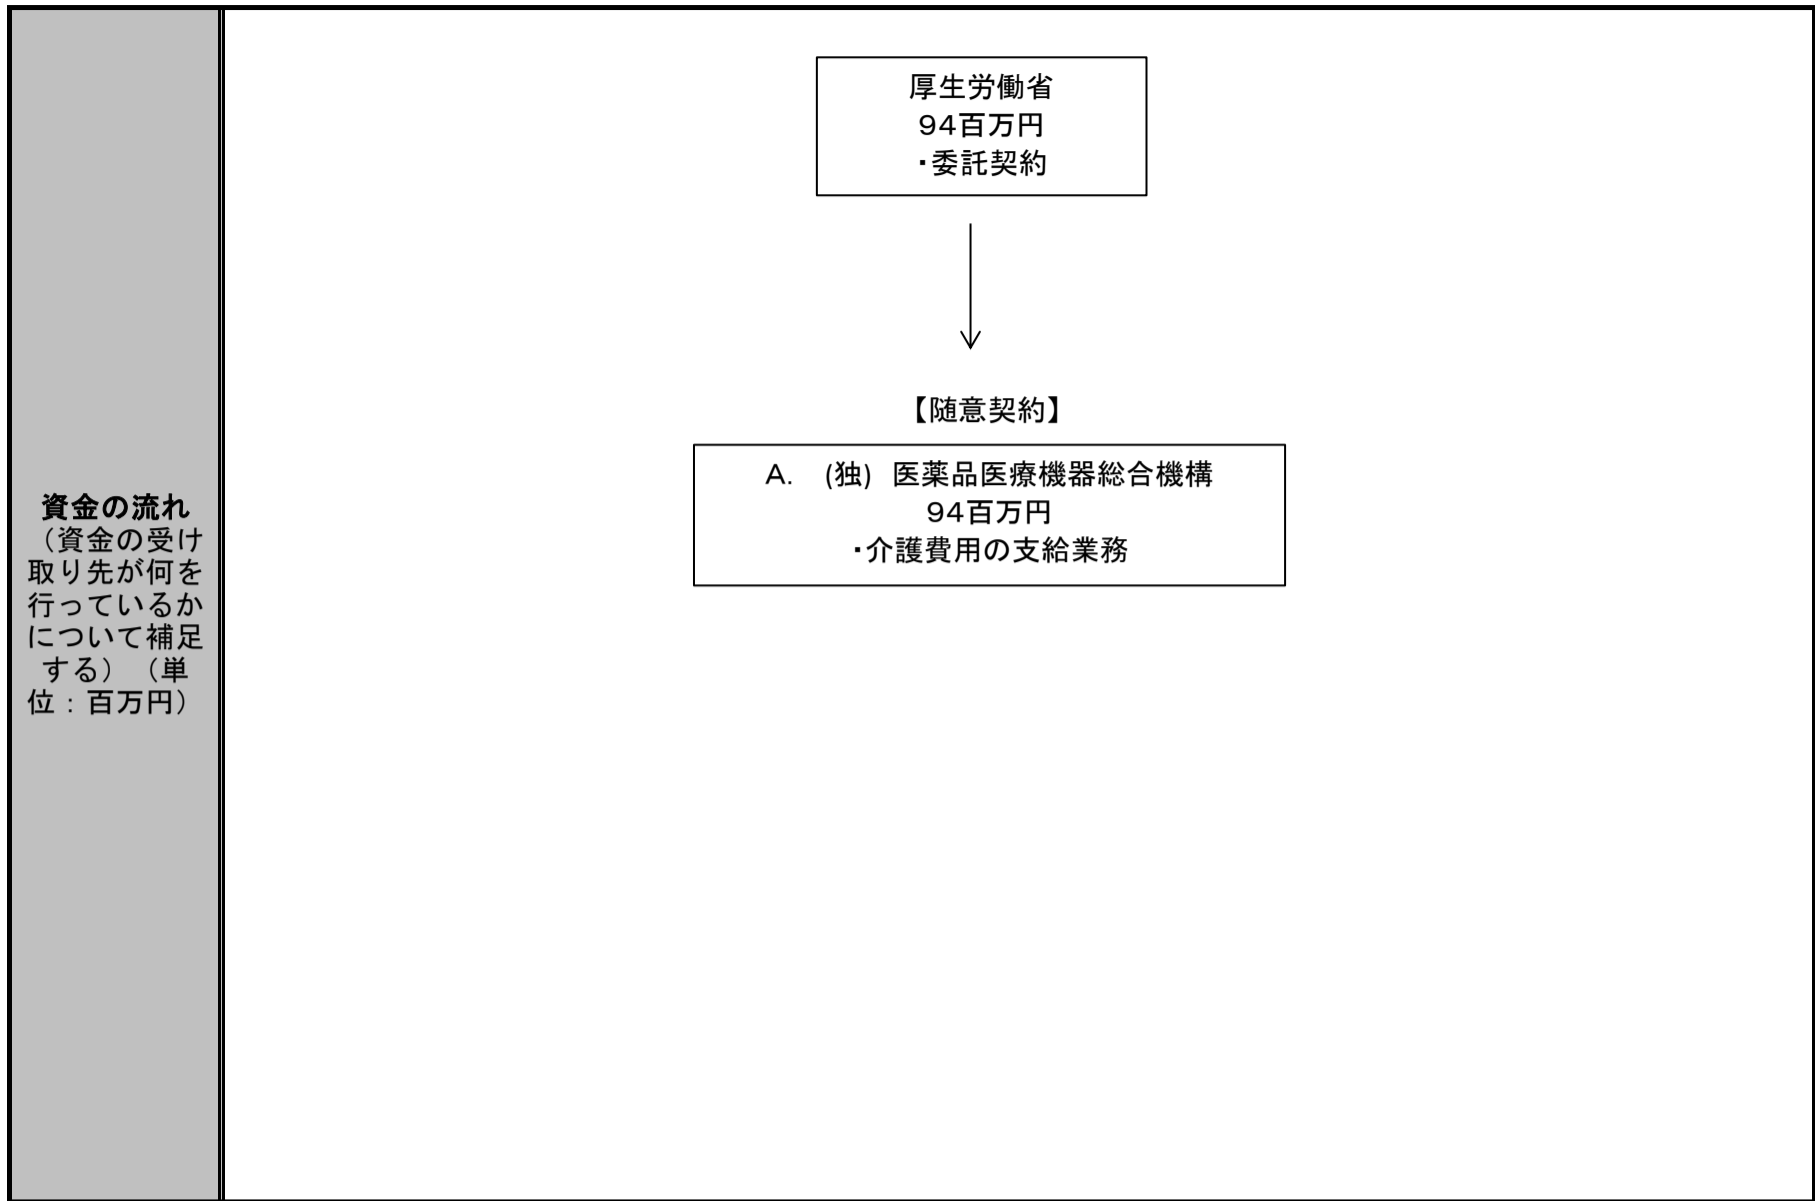 資金の流れ
（資金の受け
取り先が何を
行っているか
について補足
する）（単
位：百万円）
厚生労働省
94百万円
・委託契約
【随意契約】
A.　(独)　医薬品医療機器総合機構
94百万円
・介護費用の支給業務